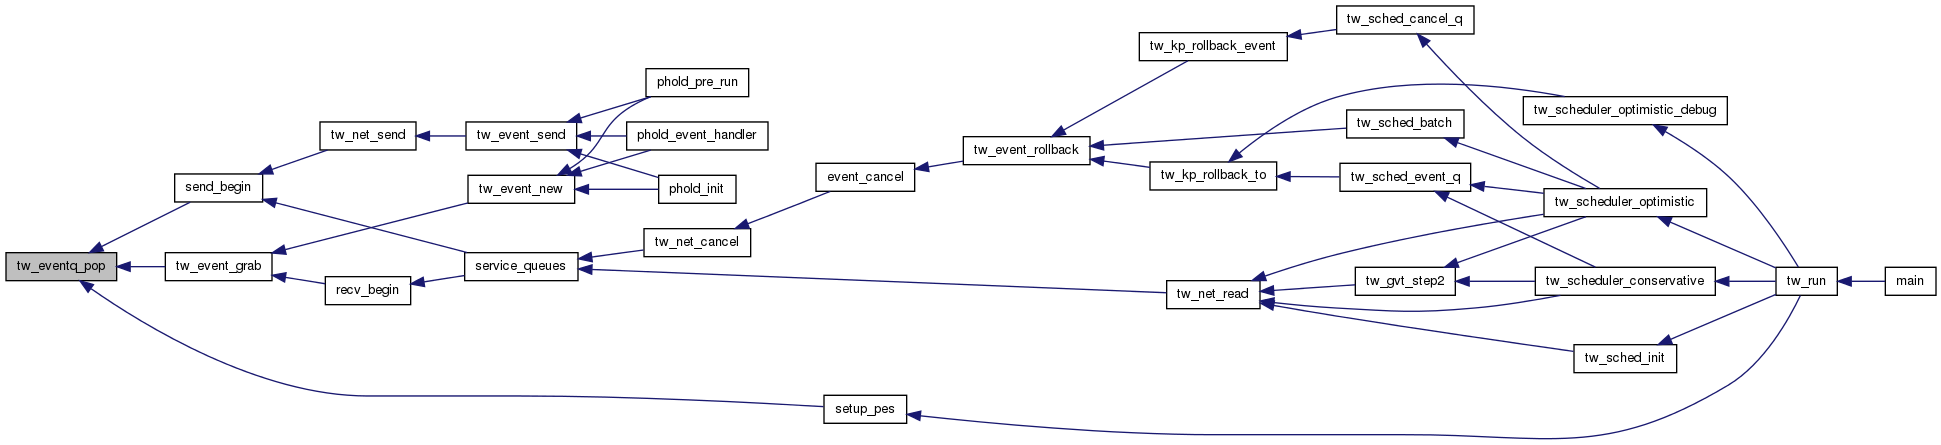 tw_sched_cancel_q
tw_kp_rollback_event
phold_pre_run
tw_scheduler_optimistic_debug
tw_net_send
tw_event_send
phold_event_handler
tw_sched_batch
tw_event_rollback
send_begin
tw_event_new
phold_init
event_cancel
tw_kp_rollback_to
tw_sched_event_q
tw_scheduler_optimistic
tw_net_cancel
tw_eventq_pop
tw_event_grab
service_queues
recv_begin
tw_net_read
tw_gvt_step2
tw_scheduler_conservative
tw_run
main
tw_sched_init
setup_pes